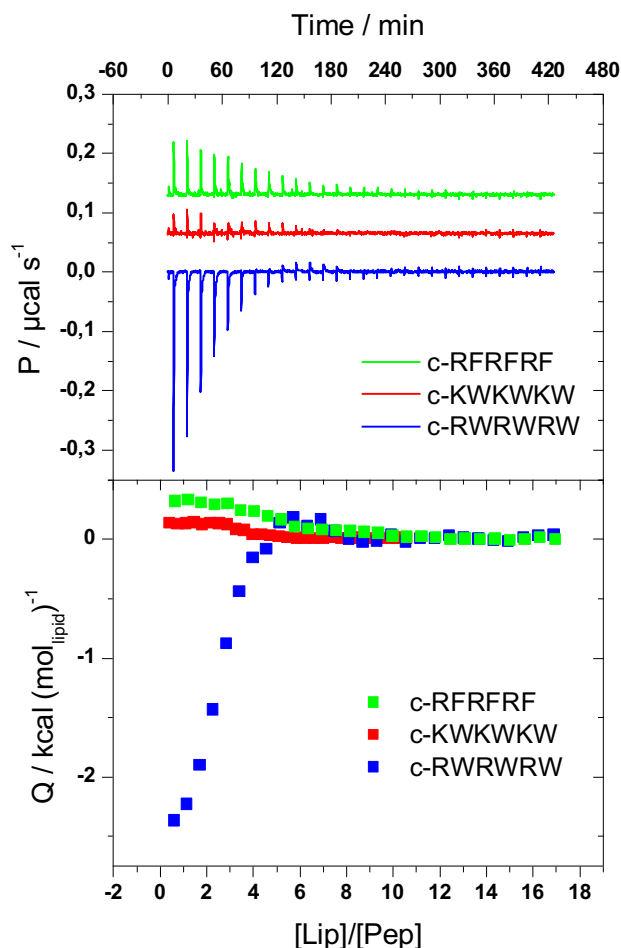 Time / min
-60 0 60 120 180 240 300 360 420 480
0,3
0,2
0,1
0,0
-0,1
-0,2
-0,3
P / µcal s⁻¹
c-RFRFRF
c-KWKWKW
c-RWRWRW
0
-1
-2
Q / kcal (mol_lipid)⁻¹
c-RFRFRF
c-KWKWKW
c-RWRWRW
-2 0 2 4 6 8 10 12 14 16 18
[Lip]/[Pep]